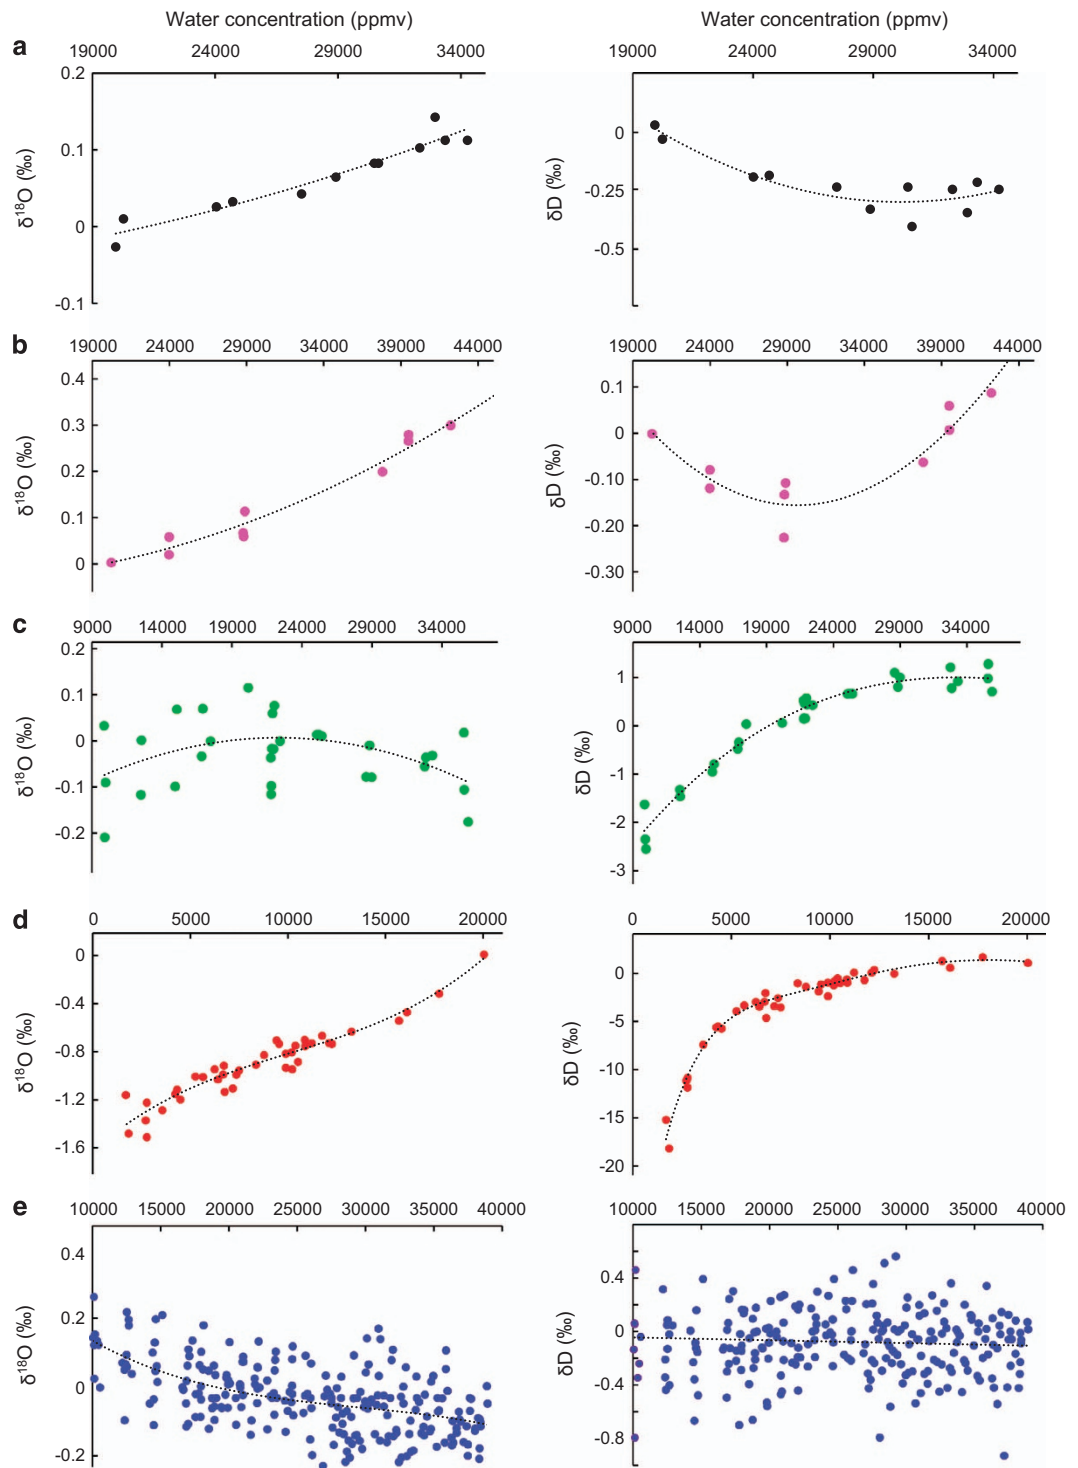 Water concentration (ppmv) Water concentration (ppmv)
a
19000 24000 29000 34000
0.2
0.1
0
-0.1
δ¹⁸O (‰)
19000 24000 29000 34000
0
-0.25
-0.5
δD (‰)
b
19000 24000 29000 34000 39000 44000
0.4
0.3
0.2
0.1
0
δ¹⁸O (‰)
19000 24000 29000 34000 39000 44000
0.1
0
-0.10
-0.20
-0.30
δD (‰)
c
9000 14000 19000 24000 29000 34000
0.2
0.1
0
-0.1
-0.2
δ¹⁸O (‰)
9000 14000 19000 24000 29000 34000
1
0
-1
-2
-3
δD (‰)
d
0 5000 10000 15000 20000
0
-0.4
-0.8
-1.2
-1.6
δ¹⁸O (‰)
0 5000 10000 15000 20000
0
-5
-10
-15
-20
δD (‰)
e
10000 15000 20000 25000 30000 35000 40000
0.4
0.2
0
-0.2
δ¹⁸O (‰)
10000 15000 20000 25000 30000 35000 40000
0.4
0
-0.4
-0.8
δD (‰)